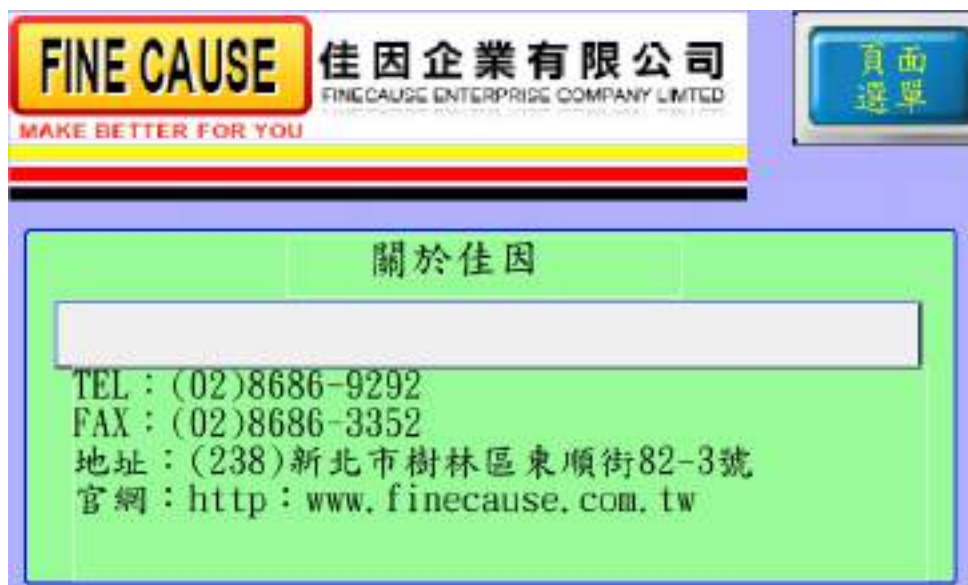 FINE CAUSE
佳因企業有限公司
FINECAUSE ENTERPRISE COMPANY LIMTED
MAKE BETTER FOR YOU
頁面
選單
關於佳因
TEL：(02)8686-9292
FAX：(02)8686-3352
地址：(238)新北市樹林區東順街82-3號
官網：http：www.finecause.com.tw